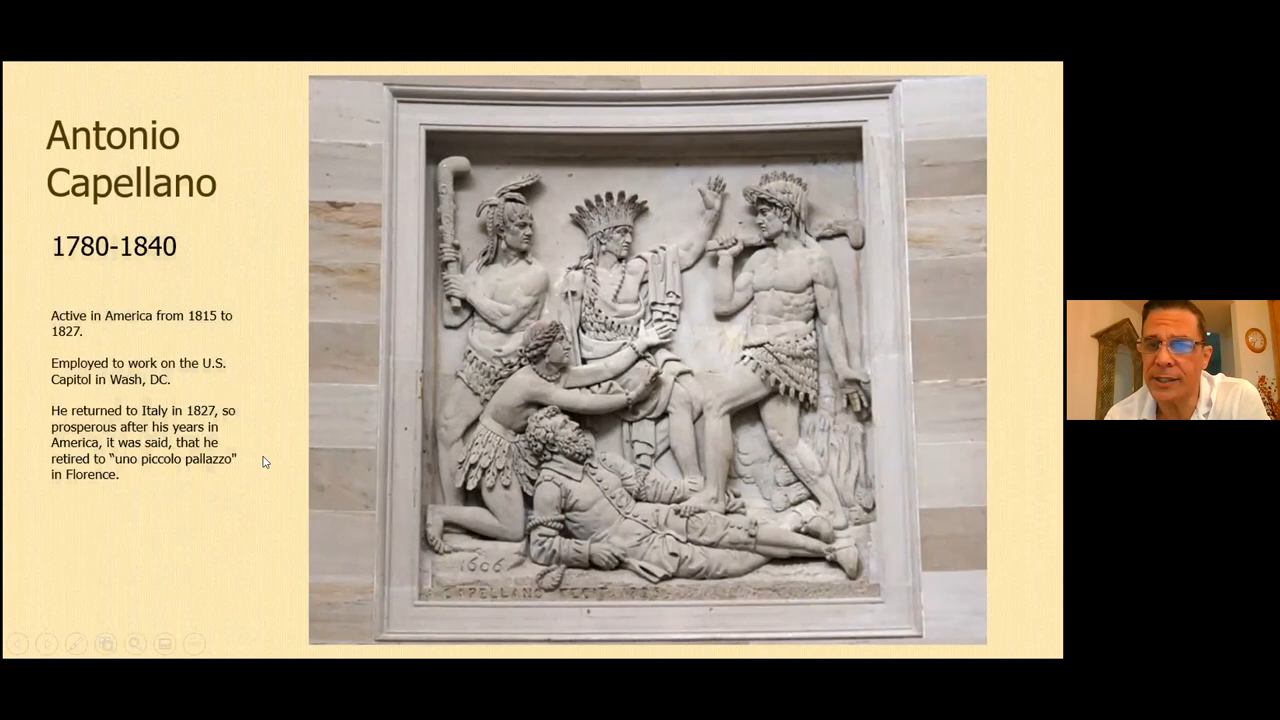 Antonio
Capellano
1780-1840
Active in America from 1815 to
1827.
Employed to work on the U.S.
Capitol in Wash, DC.
He returned to Italy in 1827, so
prosperous after his years in
America, it was said, that he
retired to “uno piccolo pallazzo"
in Florence.
1606
CAPELLANO FECIT